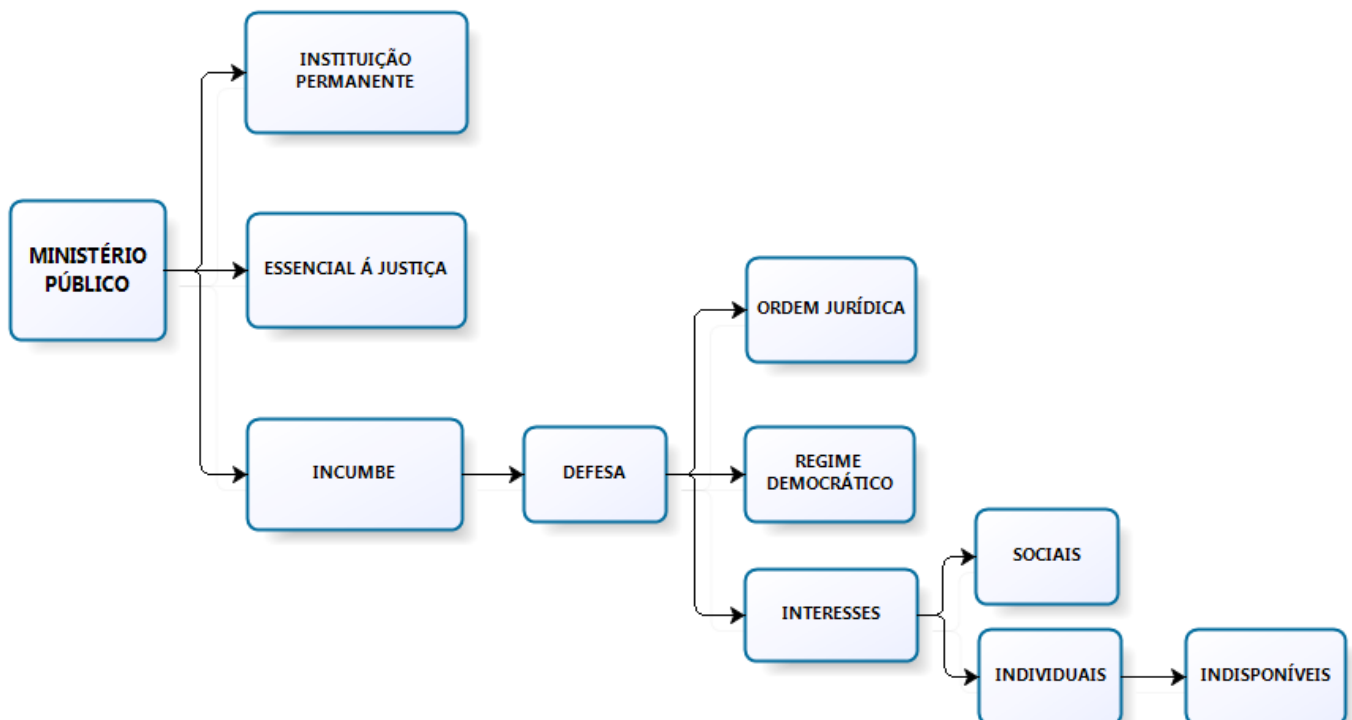 INSTITUIÇÃO
PERMANENTE
MINISTÉRIO
PÚBLICO
ESSENCIAL Á JUSTIÇA
INCUMBE
DEFESA
ORDEM JURÍDICA
REGIME
DEMOCRÁTICO
INTERESSES
SOCIAIS
INDIVIDUAIS
INDISPONÍVEIS